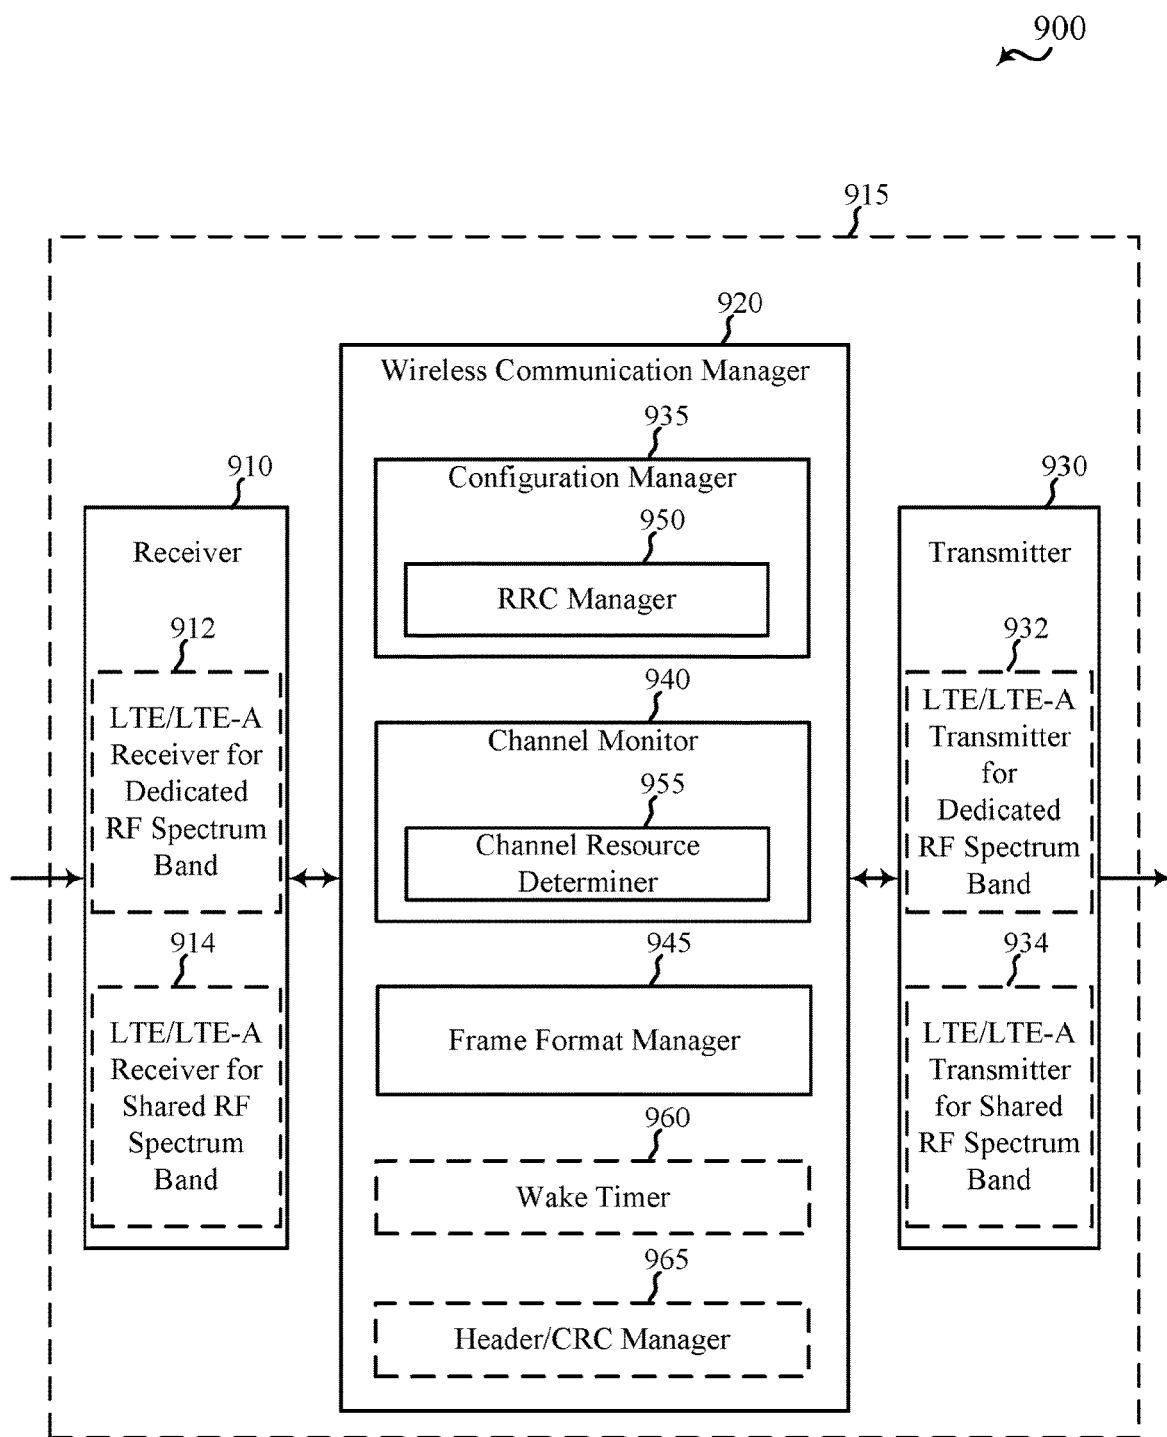 900
915
920
Wireless Communication Manager
935
Configuration Manager
950
RRC Manager
910
Receiver
930
Transmitter
912
LTE/LTE-A
Receiver for
Dedicated
RF Spectrum
Band
940
Channel Monitor
955
Channel Resource
Determiner
932
LTE/LTE-A
Transmitter
for
Dedicated
RF Spectrum
Band
914
LTE/LTE-A
Receiver for
Shared RF
Spectrum
Band
945
Frame Format Manager
934
LTE/LTE-A
Transmitter
for Shared
RF Spectrum
Band
960
Wake Timer
965
Header/CRC Manager